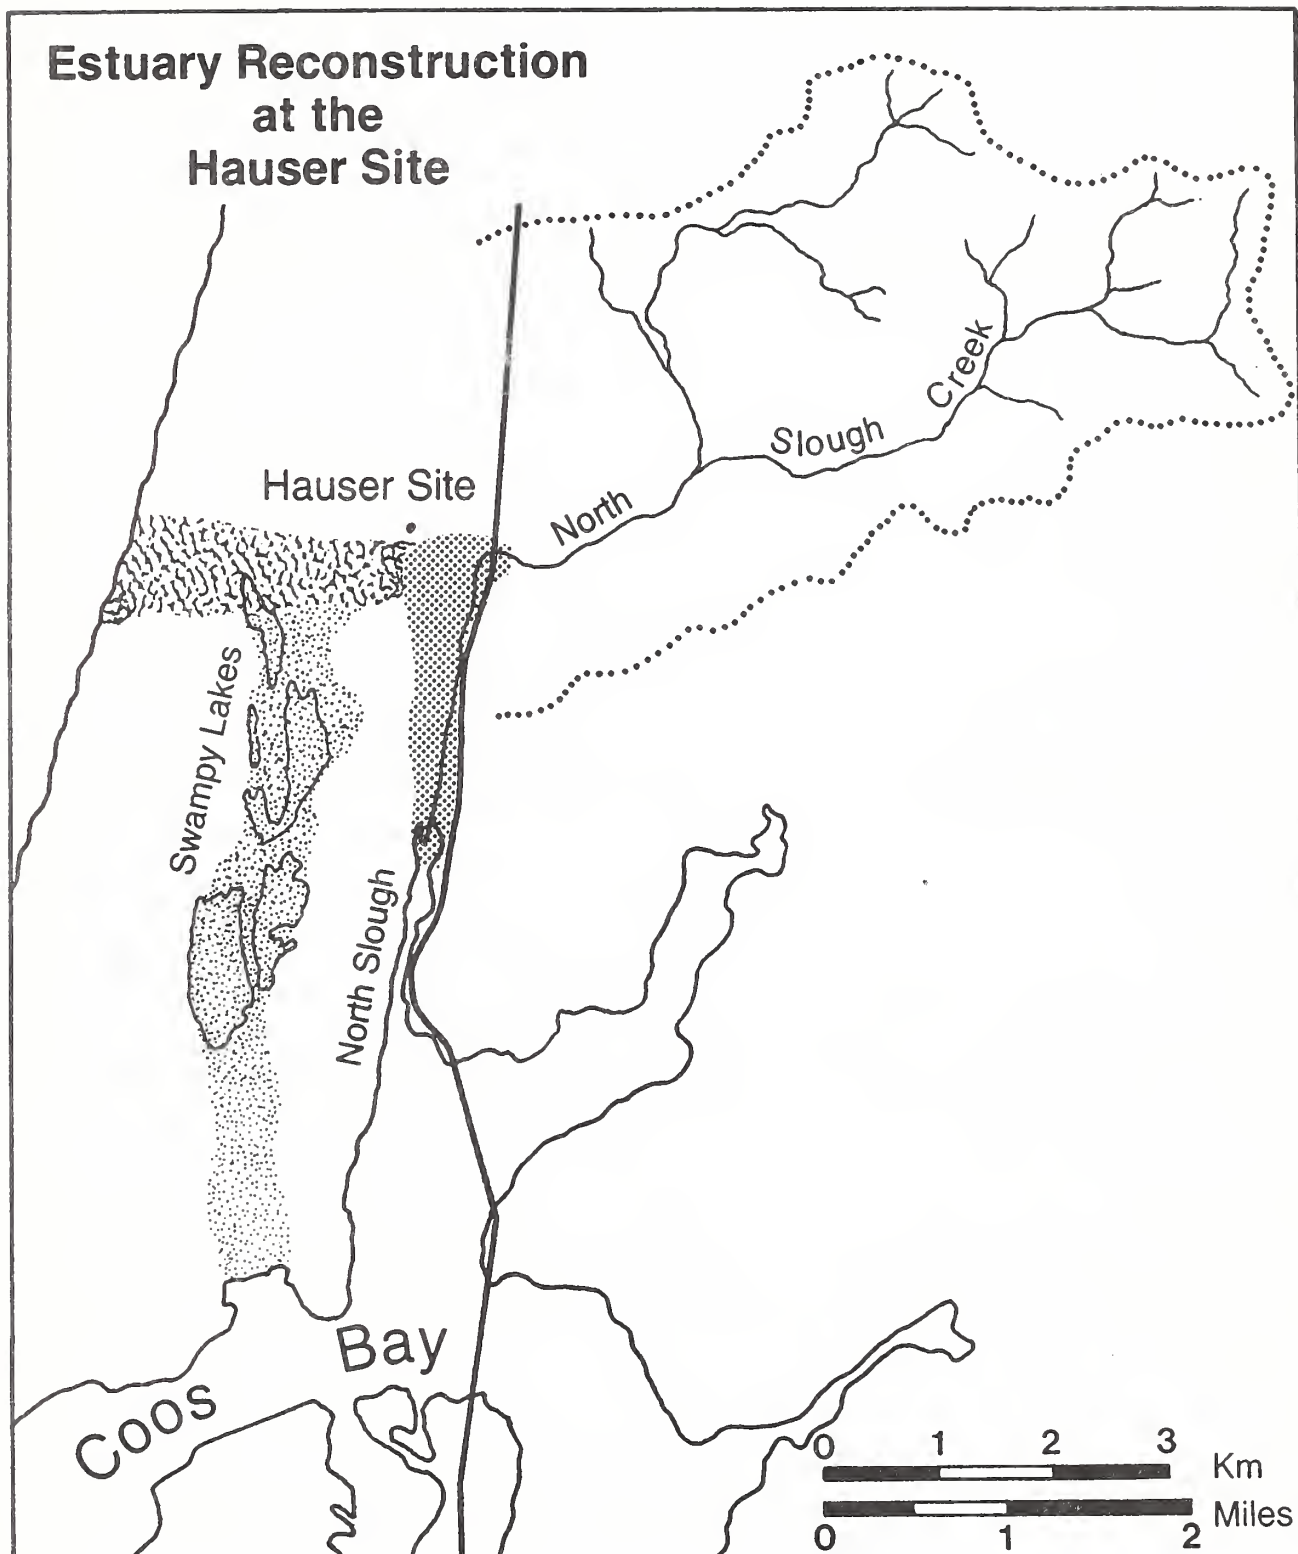 Estuary Reconstruction
at the
Hauser Site
Hauser Site
North Slough Creek
Swampy Lakes
North Slough
Coos Bay
0 1 2 3
Km
Miles
0 1 2